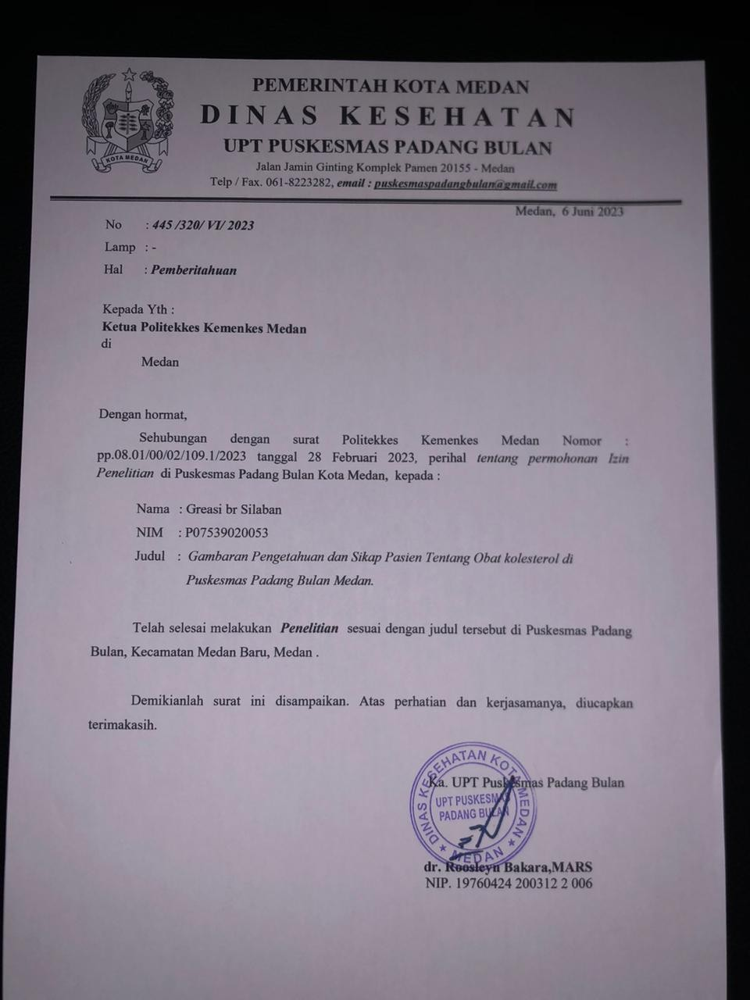 PEMERINTAH KOTA MEDAN
DINAS KESEHATAN
UPT PUSKESMAS PADANG BULAN
Jalan Jamin Ginting Komplek Pamen 20155 - Medan
Telp / Fax. 061-8223282, email : puskesmaspadangbulan@gmail.com
KOTA MEDAN
Medan, 6 Juni 2023
No : 445 /320/ VI/ 2023
Lamp : -
Hal : Pemberitahuan
Kepada Yth :
Ketua Politekkes Kemenkes Medan
di
Medan
Dengan hormat,
Sehubungan dengan surat Politekkes Kemenkes Medan Nomor :
pp.08.01/00/02/109.1/2023 tanggal 28 Februari 2023, perihal tentang permohonan Izin
Penelitian di Puskesmas Padang Bulan Kota Medan, kepada :
Nama : Greasi br Silaban
NIM : P07539020053
Judul : Gambaran Pengetahuan dan Sikap Pasien Tentang Obat kolesterol di
Puskesmas Padang Bulan Medan.
Telah selesai melakukan Penelitian sesuai dengan judul tersebut di Puskesmas Padang
Bulan, Kecamatan Medan Baru, Medan .
Demikianlah surat ini disampaikan. Atas perhatian dan kerjasamanya, diucapkan
terimakasih.
Ka. UPT Puskesmas Padang Bulan
DINAS KESEHATAN KOTA MEDAN
UPT PUSKESMAS
PADANG BULAN
MEDAN
dr. Roosleyn Bakara,MARS
NIP. 19760424 200312 2 006